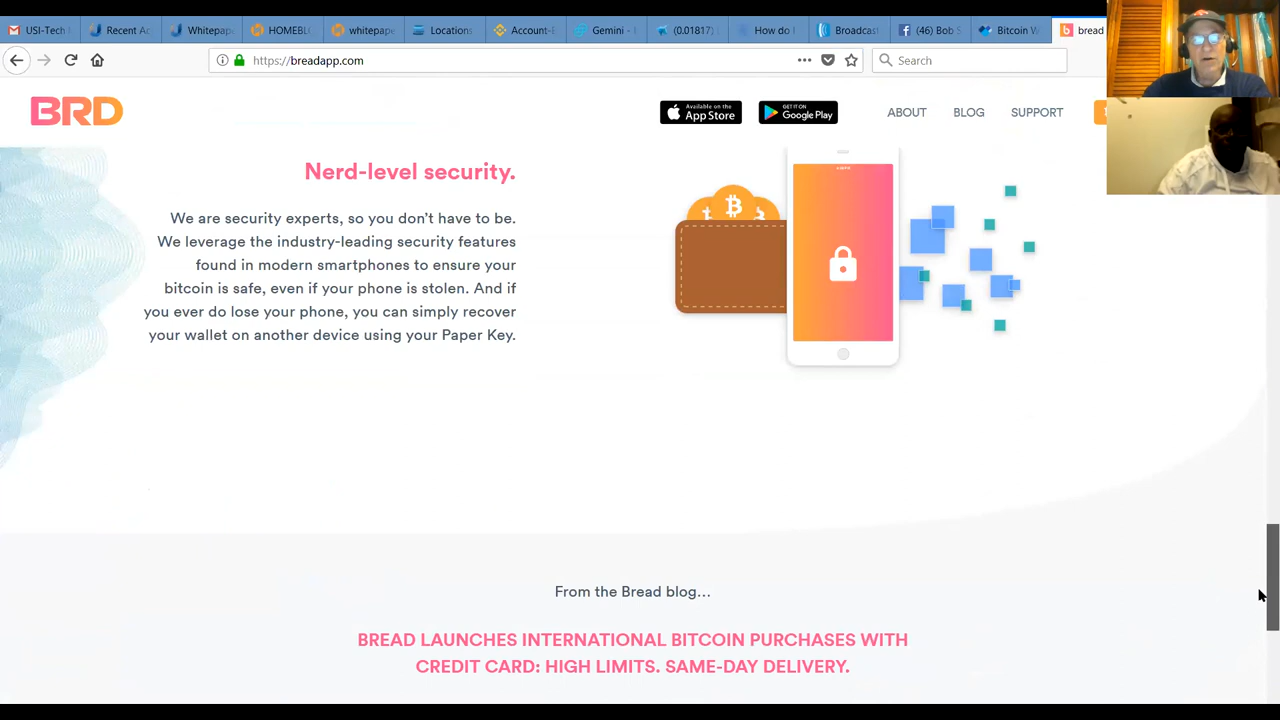 USI-Tech
Recent Ac
Whitepap
HOMEBL
whitepape
Locations
Account-E
Gemini -
(0.01817)
How do I
Broadcas
(46) Bob S
Bitcoin W
bread
https://breadapp.com
Search
BRD
Available on the
App Store
GET IT ON
Google Play
ABOUT
BLOG
SUPPORT
Nerd-level security.
We are security experts, so you don't have to be.
We leverage the industry-leading security features
found in modern smartphones to ensure your
bitcoin is safe, even if your phone is stolen. And if
you ever do lose your phone, you can simply recover
your wallet on another device using your Paper Key.
From the Bread blog...
BREAD LAUNCHES INTERNATIONAL BITCOIN PURCHASES WITH
CREDIT CARD: HIGH LIMITS. SAME-DAY DELIVERY.